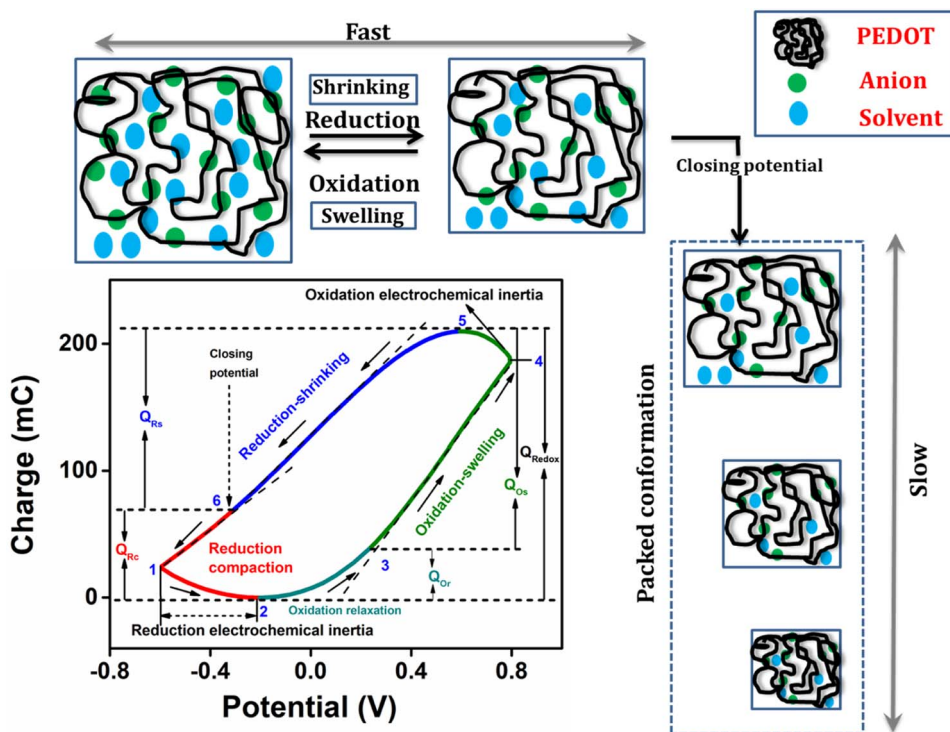 Fast
PEDOT
Anion
Solvent
Shrinking
Reduction
Oxidation
Swelling
Closing potential
Oxidation electrochemical inertia
Closing
potential
Reduction-shrinking
Oxidation-swelling
Q_Rs
Q_Redox
Q_Os
Q_Rc
Q_Or
Reduction
compaction
Oxidation relaxation
Reduction electrochemical inertia
1
2
3
4
5
6
Charge (mC)
200
100
0
-0.8
-0.4
0.0
0.4
0.8
Potential (V)
Packed conformation
Slow